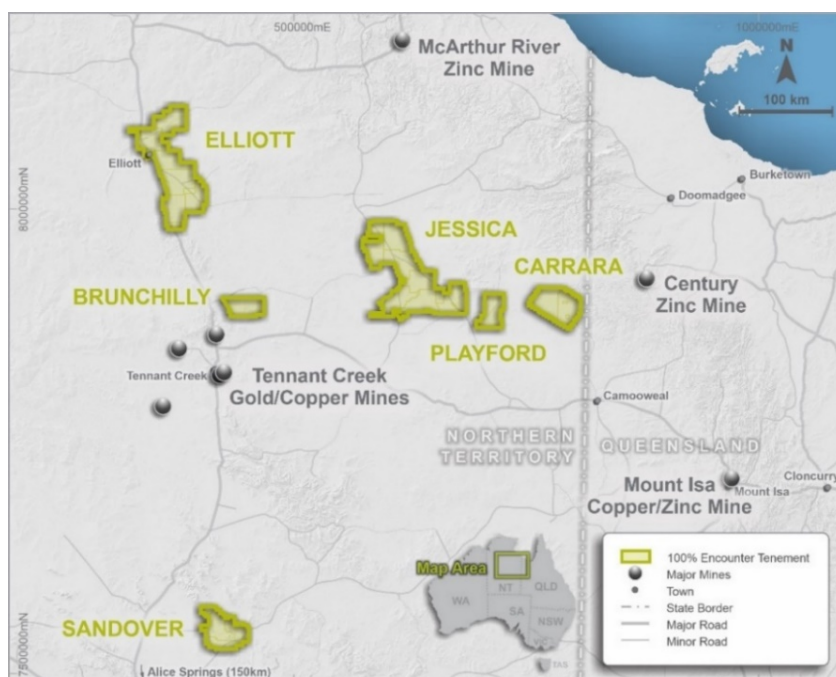 500000mE
1000000mE
McArthur River
Zinc Mine
N
100 km
ELLIOTT
Elliott
Burketown
Doomadgee
8000000mN
JESSICA
CARRARA
BRUNCHILLY
Century
Zinc Mine
PLAYFORD
Tennant Creek
Tennant Creek
Gold/Copper Mines
Camooweal
NORTHERN
TERRITORY
QUEENSLAND
Mount Isa
Copper/Zinc Mine
Mount Isa
Cloncurry
Map Area
WA
NT
QLD
SA
NSW
VIC
TAS
100% Encounter Tenement
Major Mines
Town
State Border
Major Road
Minor Road
SANDOVER
7500000mN
Alice Springs (150km)